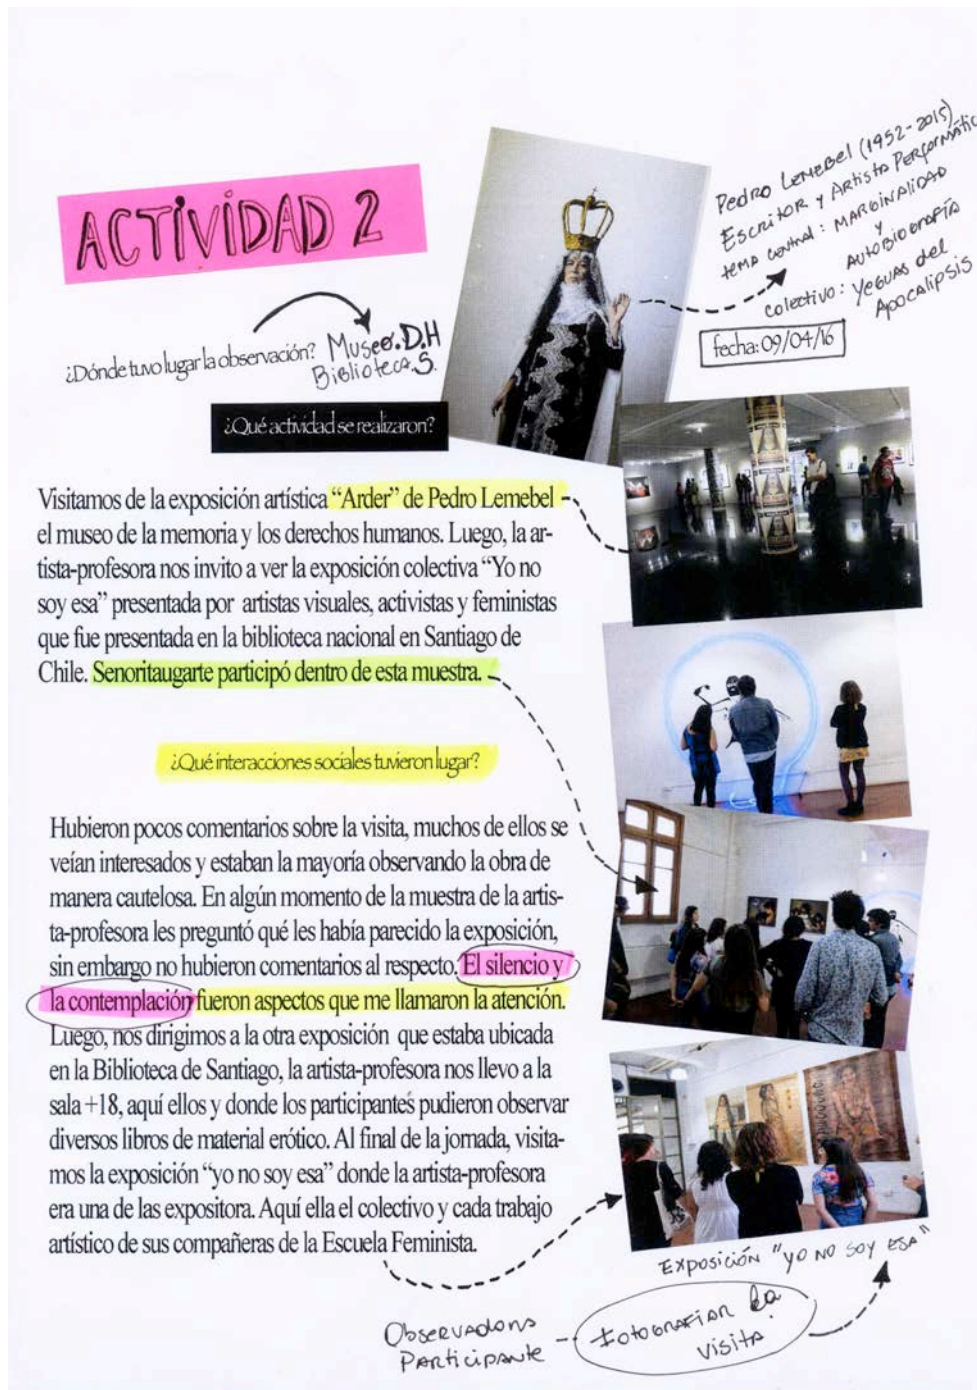 ACTIVIDAD 2
Pedro Lemebel (1952-2015)
Escritor y Artista Performátic
tema central: MARGINALIDAD
y
AUTOBIOGRAFÍA
colectivo: Yeguas del
Apocalipsis
fecha: 09/04/16
¿Dónde tuvo lugar la observación? Museo.D.H
Biblioteca.S.
¿Qué actividad se realizaron?
Visitamos de la exposición artística “Arder” de Pedro Lemebel
el museo de la memoria y los derechos humanos. Luego, la ar-
tista-profesora nos invito a ver la exposición colectiva “Yo no
soy esa” presentada por artistas visuales, activistas y feministas
que fue presentada en la biblioteca nacional en Santiago de
Chile. Senoritaugarte participó dentro de esta muestra.
¿Qué interacciones sociales tuvieron lugar?
Hubieron pocos comentarios sobre la visita, muchos de ellos se
veían interesados y estaban la mayoría observando la obra de
manera cautelosa. En algún momento de la muestra de la artis-
ta-profesora les preguntó qué les había parecido la exposición,
sin embargo no hubieron comentarios al respecto. El silencio y
la contemplación fueron aspectos que me llamaron la atención.
Luego, nos dirigimos a la otra exposición que estaba ubicada
en la Biblioteca de Santiago, la artista-profesora nos llevo a la
sala +18, aquí ellos y donde los participantes pudieron observar
diversos libros de material erótico. Al final de la jornada, visita-
mos la exposición “yo no soy esa” donde la artista-profesora
era una de las expositora. Aquí ella el colectivo y cada trabajo
artístico de sus compañeras de la Escuela Feminista.
Exposición "yo no soy esa"
Observadora
Participante
Fotografiar la
visita